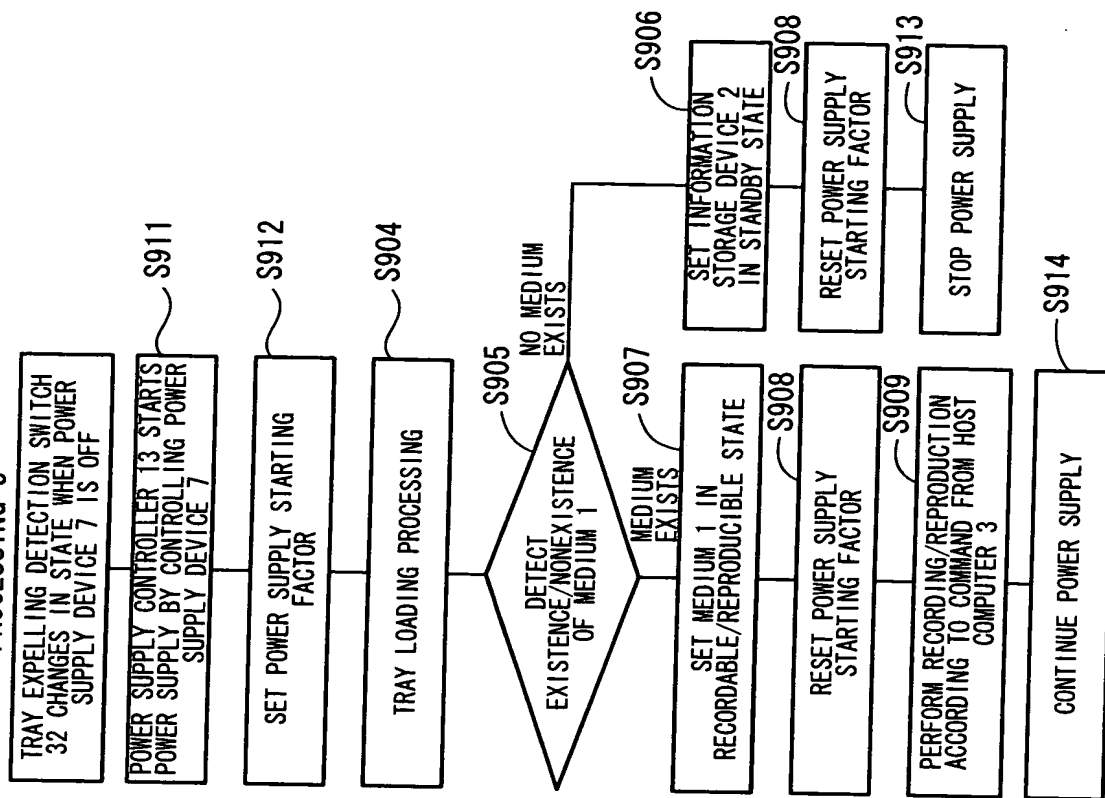 TRAY EXPELLING DETECTION SWITCH
32 CHANGES IN STATE WHEN POWER
SUPPLY DEVICE 7 IS OFF
S911
POWER SUPPLY CONTROLLER 13 STARTS
POWER SUPPLY BY CONTROLLING POWER
SUPPLY DEVICE 7
S912
SET POWER SUPPLY STARTING
FACTOR
S904
TRAY LOADING PROCESSING
S905
DETECT
EXISTENCE/NONEXISTENCE
OF MEDIUM 1
NO MEDIUM
EXISTS
S906
SET INFORMATION
STORAGE DEVICE 2
IN STANDBY STATE
S908
RESET POWER SUPPLY
STARTING FACTOR
S913
STOP POWER SUPPLY
MEDIUM
EXISTS
S907
SET MEDIUM 1 IN
RECORDABLE/REPRODUCIBLE STATE
S908
RESET POWER SUPPLY
STARTING FACTOR
S909
PERFORM RECORDING/REPRODUCTION
ACCORDING TO COMMAND FROM HOST
COMPUTER 3
S914
CONTINUE POWER SUPPLY